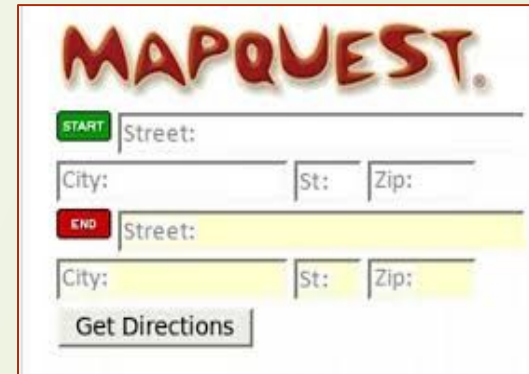 MAPQUEST®
START Street:
City: St: Zip:
END Street:
City: St: Zip:
Get Directions